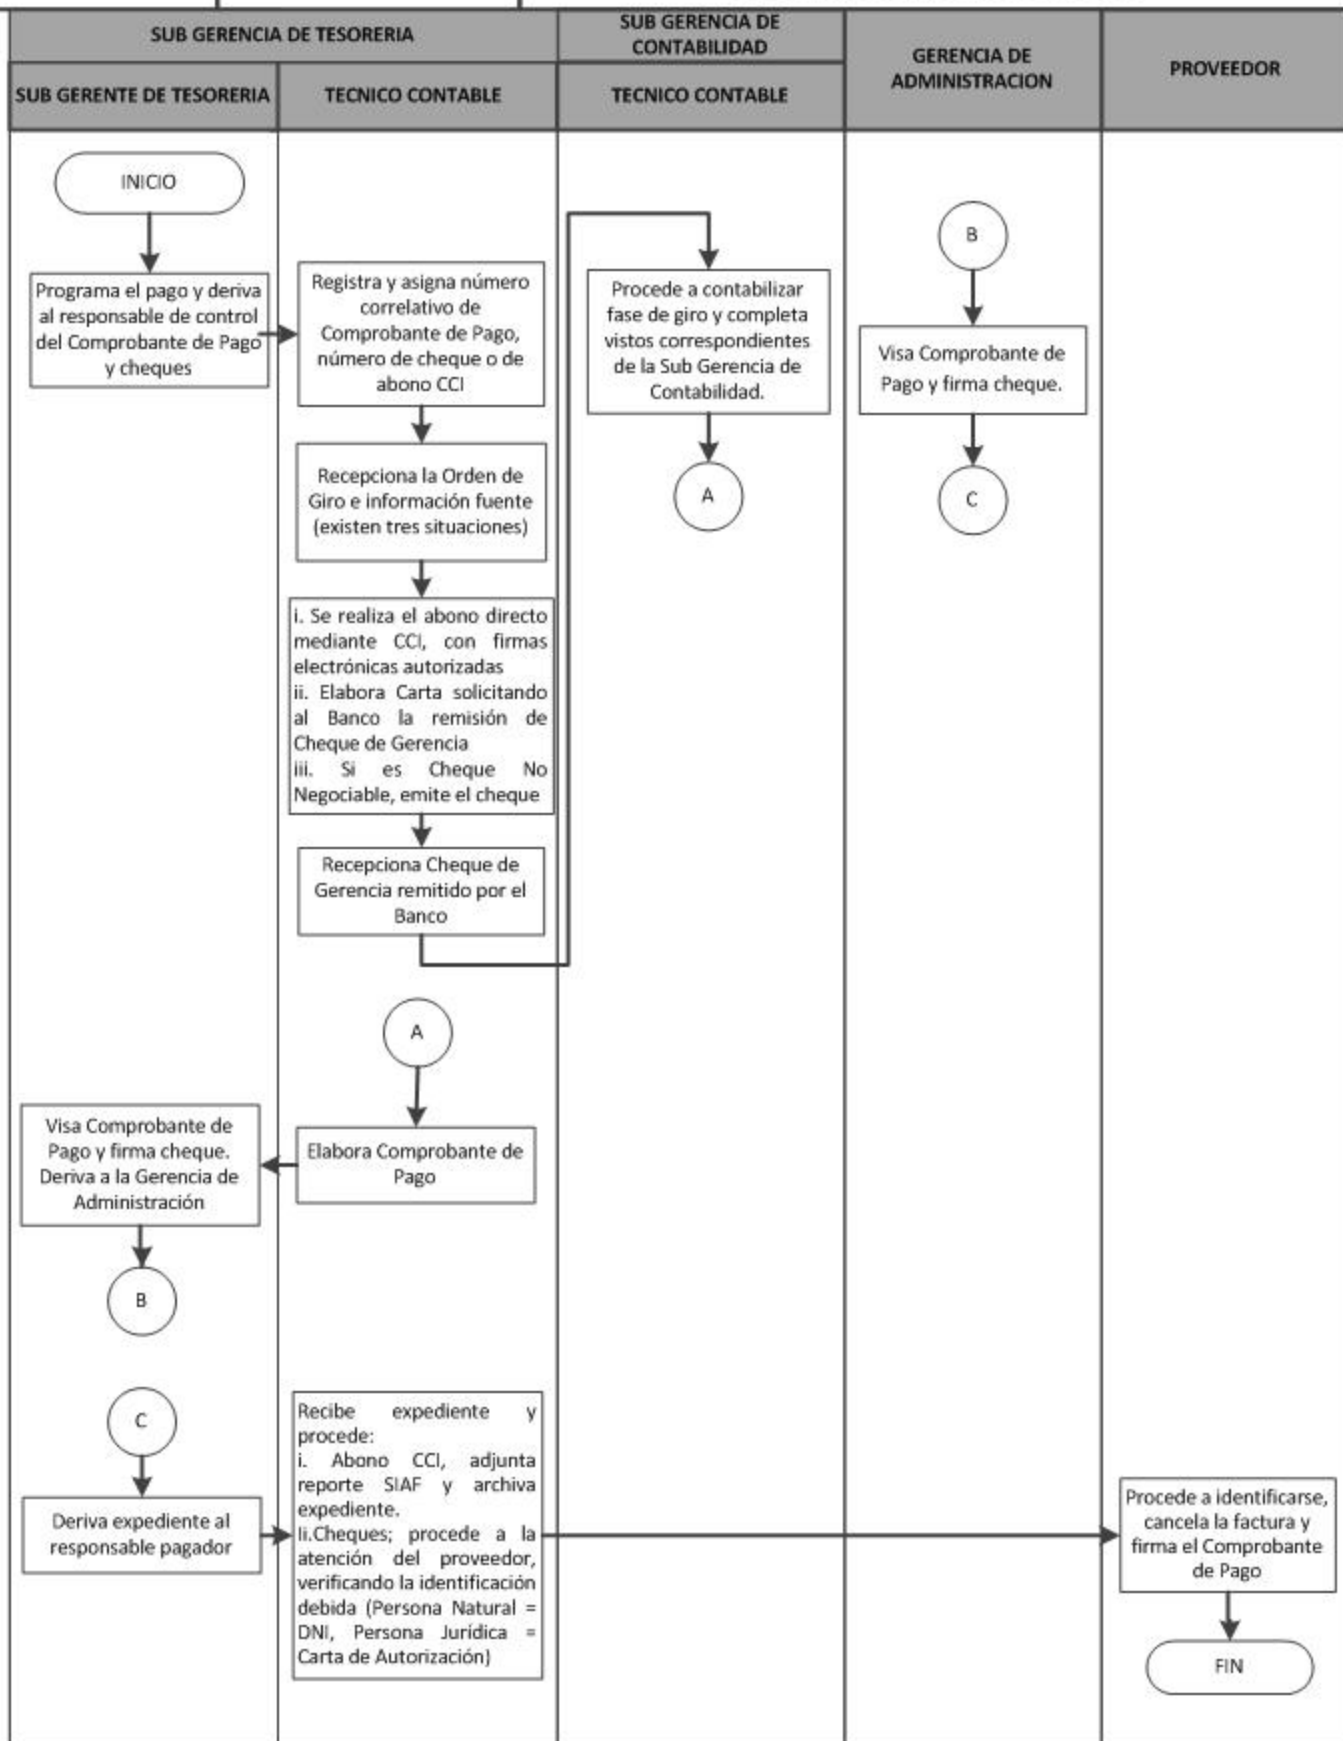 SUB GERENCIA DE TESORERIA
SUB GERENCIA DE
CONTABILIDAD
GERENCIA DE
ADMINISTRACION
PROVEEDOR
SUB GERENTE DE TESORERIA
TECNICO CONTABLE
TECNICO CONTABLE
INICIO
Programa el pago y deriva
al responsable de control
del Comprobante de Pago
y cheques
Registra y asigna número
correlativo de
Comprobante de Pago,
número de cheque o de
abono CCI
Recepciona la Orden de
Giro e información fuente
(existen tres situaciones)
i. Se realiza el abono directo
mediante CCI, con firmas
electrónicas autorizadas
ii. Elabora Carta solicitando
al Banco la remisión de
Cheque de Gerencia
iii. Si es Cheque No
Negociable, emite el cheque
Recepciona Cheque de
Gerencia remitido por el
Banco
Procede a contabilizar
fase de giro y completa
vistos correspondientes
de la Sub Gerencia de
Contabilidad.
A
A
Elabora Comprobante de
Pago
Visa Comprobante de
Pago y firma cheque.
Deriva a la Gerencia de
Administración
B
B
Visa Comprobante de
Pago y firma cheque.
C
C
Deriva expediente al
responsable pagador
Recibe expediente y
procede:
i. Abono CCI, adjunta
reporte SIAF y archiva
expediente.
Ii.Cheques; procede a la
atención del proveedor,
verificando la identificación
debida (Persona Natural =
DNI, Persona Jurídica =
Carta de Autorización)
Procede a identificarse,
cancela la factura y
firma el Comprobante
de Pago
FIN